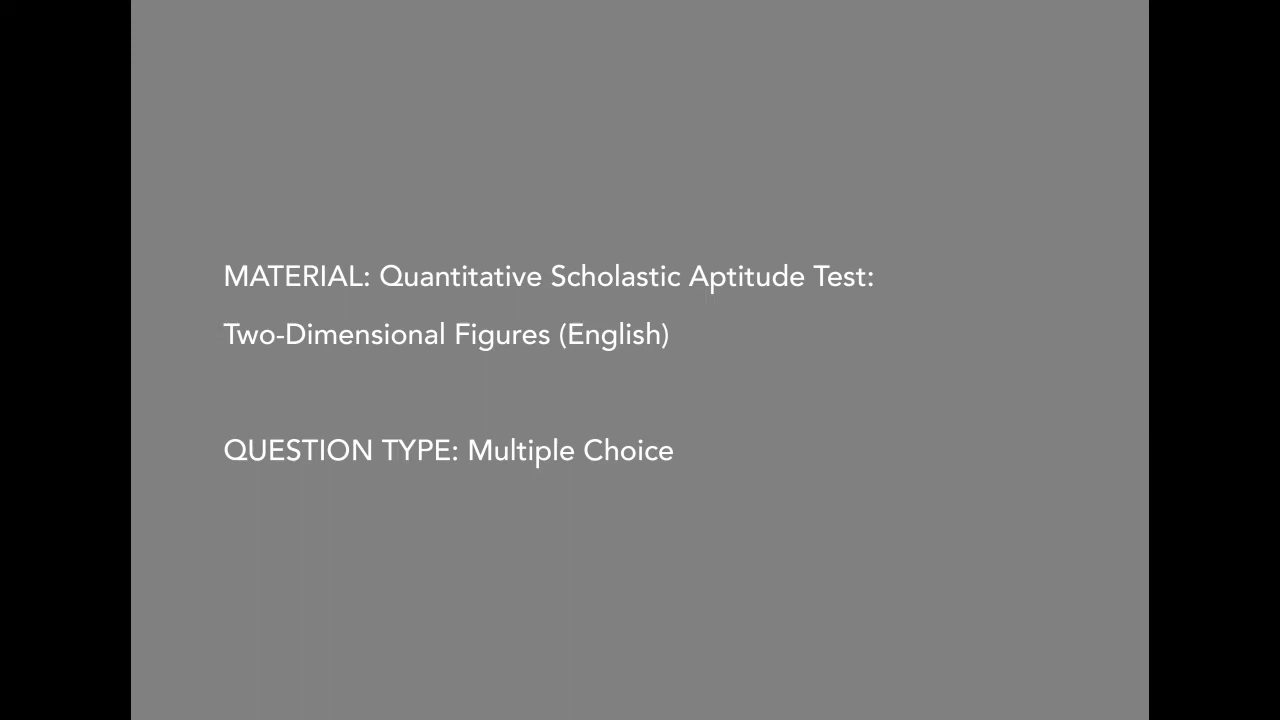 MATERIAL: Quantitative Scholastic Aptitude Test:
Two-Dimensional Figures (English)
QUESTION TYPE: Multiple Choice